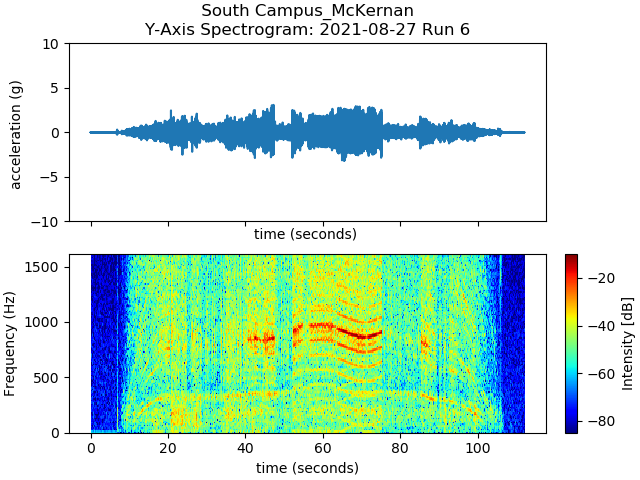 South Campus_McKernan
Y-Axis Spectrogram: 2021-08-27 Run 6
10
5
0
−5
−10
acceleration (g)
time (seconds)
1500
1000
500
0
Frequency (Hz)
0 20 40 60 80 100
time (seconds)
−20
−40
−60
−80
Intensity [dB]